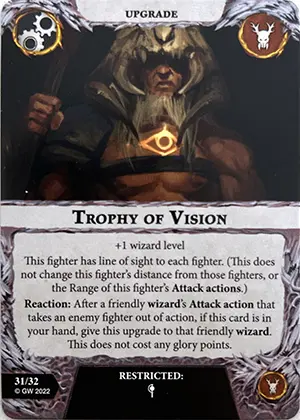 UPGRADE
TROPHY OF VISION
+1 wizard level
This fighter has line of sight to each fighter. (This does
not change this fighter's distance from those fighters, or
the Range of this fighter's Attack actions.)
Reaction: After a friendly wizard's Attack action that
takes an enemy fighter out of action, if this card is in
your hand, give this upgrade to that friendly wizard.
This does not cost any glory points.
31/32
© GW 2022
RESTRICTED: